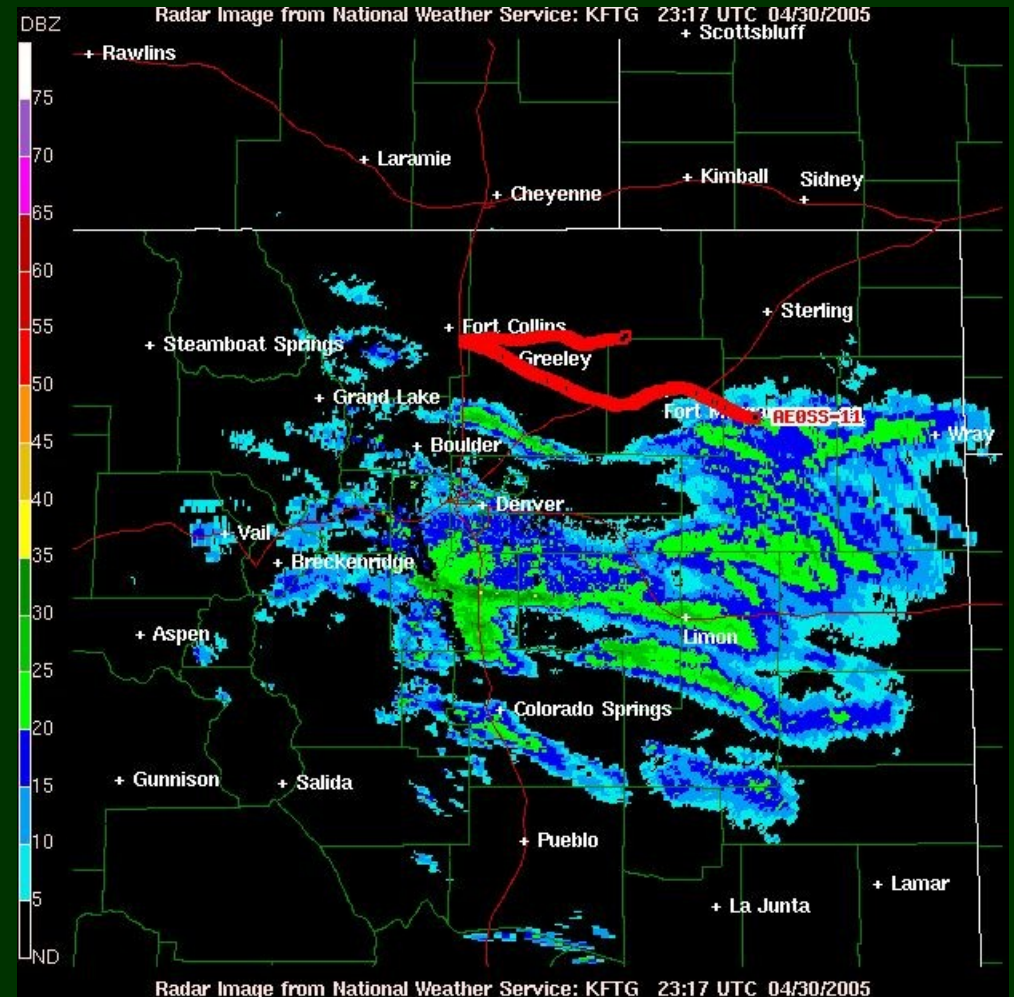 Radar Image from National Weather Service: KFTG 23:17 UTC 04/30/2005
DBZ
Scottsbluff
Rawlins
75
Laramie
70
Kimball
Sidney
Cheyenne
65
60
Sterling
55
Fort Collins
Steamboat Springs
Greeley
50
Grand Lake
Fort
AE0SS-11
45
Boulder
Wray
40
Denver
Vail
35
Breckenridge
30
Aspen
Limon
25
Colorado Springs
20
Gunnison
Salida
15
10
Pueblo
Lamar
5
La Junta
ND
Radar Image from National Weather Service: KFTG 23:17 UTC 04/30/2005